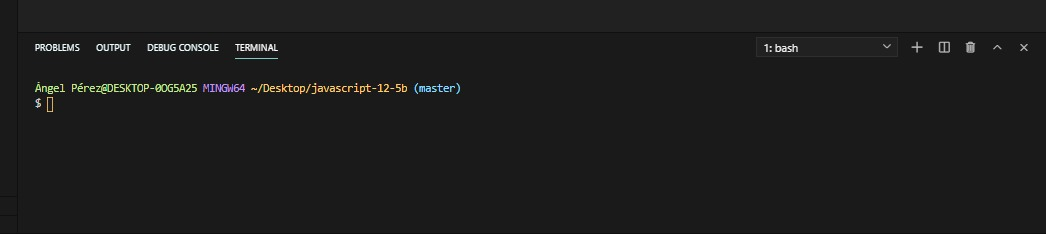 PROBLEMS OUTPUT DEBUG CONSOLE TERMINAL 1: bash
Ángel Pérez@DESKTOP-0OG5A25 MINGW64 ~/Desktop/javascript-12-5b (master)
$